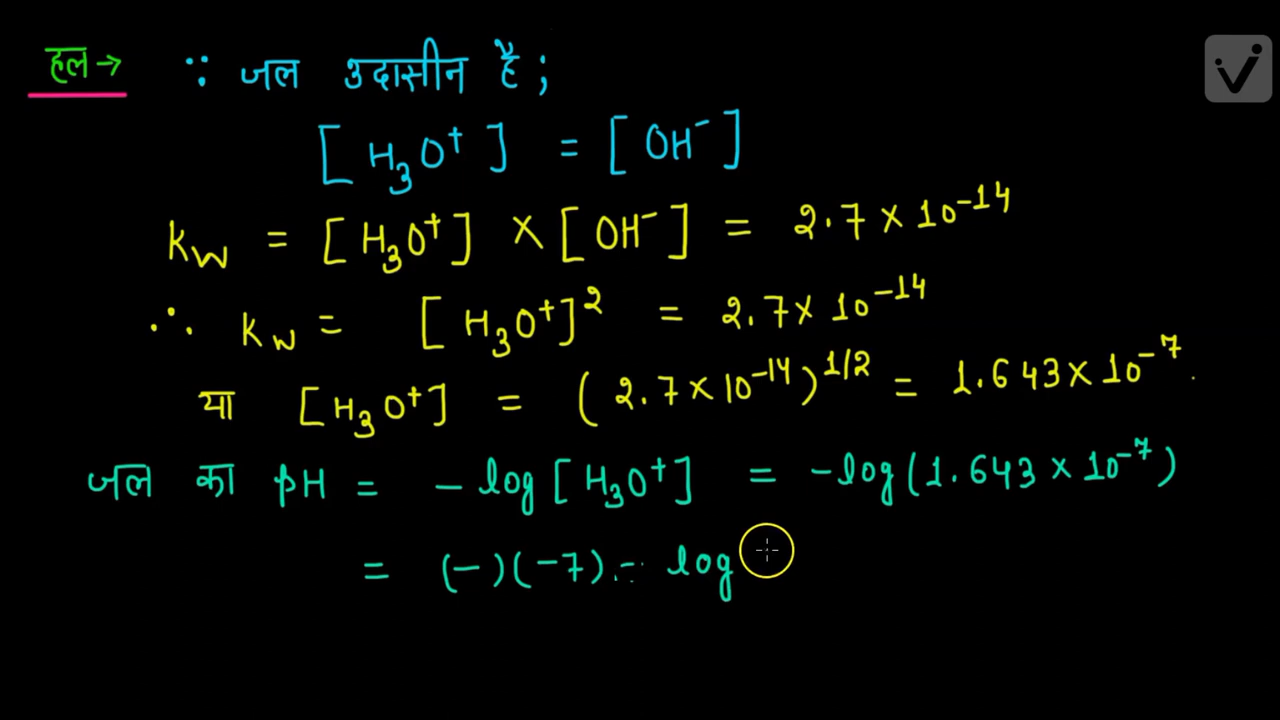 हल→ ∵ जल उदासीन है;
[H₃O⁺] = [OH⁻]
Kw = [H₃O⁺] × [OH⁻] = 2.7 × 10⁻¹⁴
∴ Kw = [H₃O⁺]² = 2.7 × 10⁻¹⁴
या [H₃O⁺] = (2.7 × 10⁻¹⁴)¹/² = 1.643 × 10⁻⁷.
जल का pH = - log [H₃O⁺] = - log (1.643 × 10⁻⁷)
= (-)(-7) - log